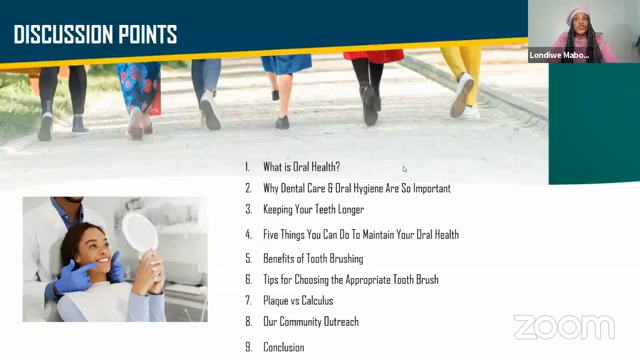 DISCUSSION POINTS
Londiwe Mabo...
1. What is Oral Health?
2. Why Dental Care & Oral Hygiene Are So Important
3. Keeping Your Teeth Longer
4. Five Things You Can Do To Maintain Your Oral Health
5. Benefits of Tooth Brushing
6. Tips for Choosing the Appropriate Tooth Brush
7. Plaque vs Calculus
8. Our Community Outreach
9. Conclusion
zoom